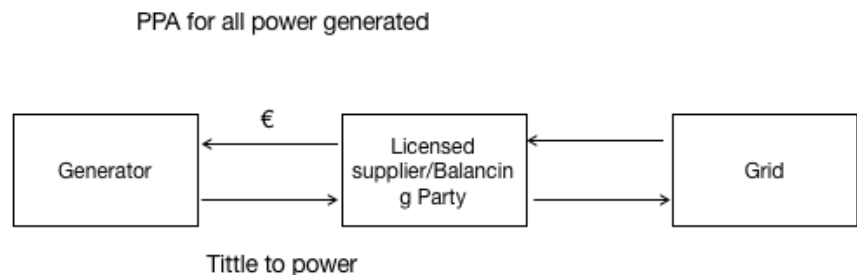 PPA for all power generated
€
Generator
Licensed
supplier/Balancin
g Party
Grid
Tittle to power